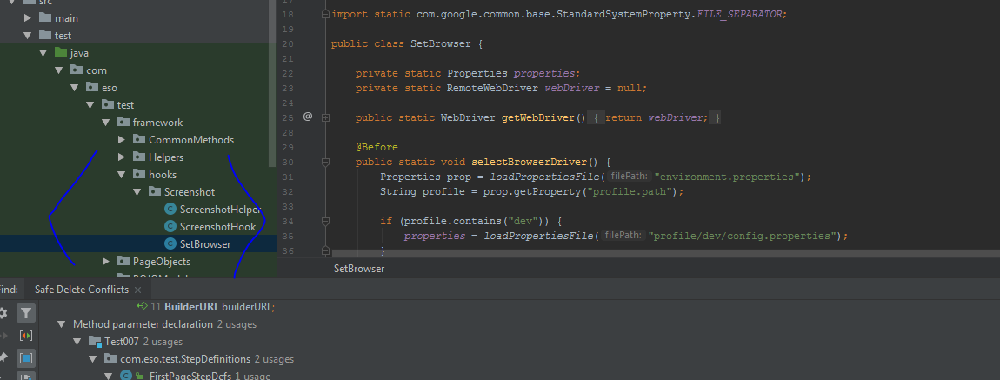 src
main
test
java
com
eso
test
framework
CommonMethods
Helpers
hooks
Screenshot
ScreenshotHelper
ScreenshotHook
SetBrowser
PageObjects
17
18 import static com.google.common.base.StandardSystemProperty.FILE_SEPARATOR;
19
20 public class SetBrowser {
21
22 private static Properties properties;
23 private static RemoteWebDriver webDriver = null;
24
25 @ public static WebDriver getWebDriver() { return webDriver; }
28
29 @Before
30 public static void selectBrowserDriver() {
31 Properties prop = loadPropertiesFile( filePath: "environment.properties");
32 String profile = prop.getProperty("profile.path");
33
34 if (profile.contains("dev")) {
35 properties = loadPropertiesFile( filePath: "profile/dev/config.properties");
36 }
SetBrowser
Find: Safe Delete Conflicts ×
11 BuilderURL builderURL;
Method parameter declaration 2 usages
Test007 2 usages
com.eso.test.StepDefinitions 2 usages
FirstPageStepDefs 1 usage